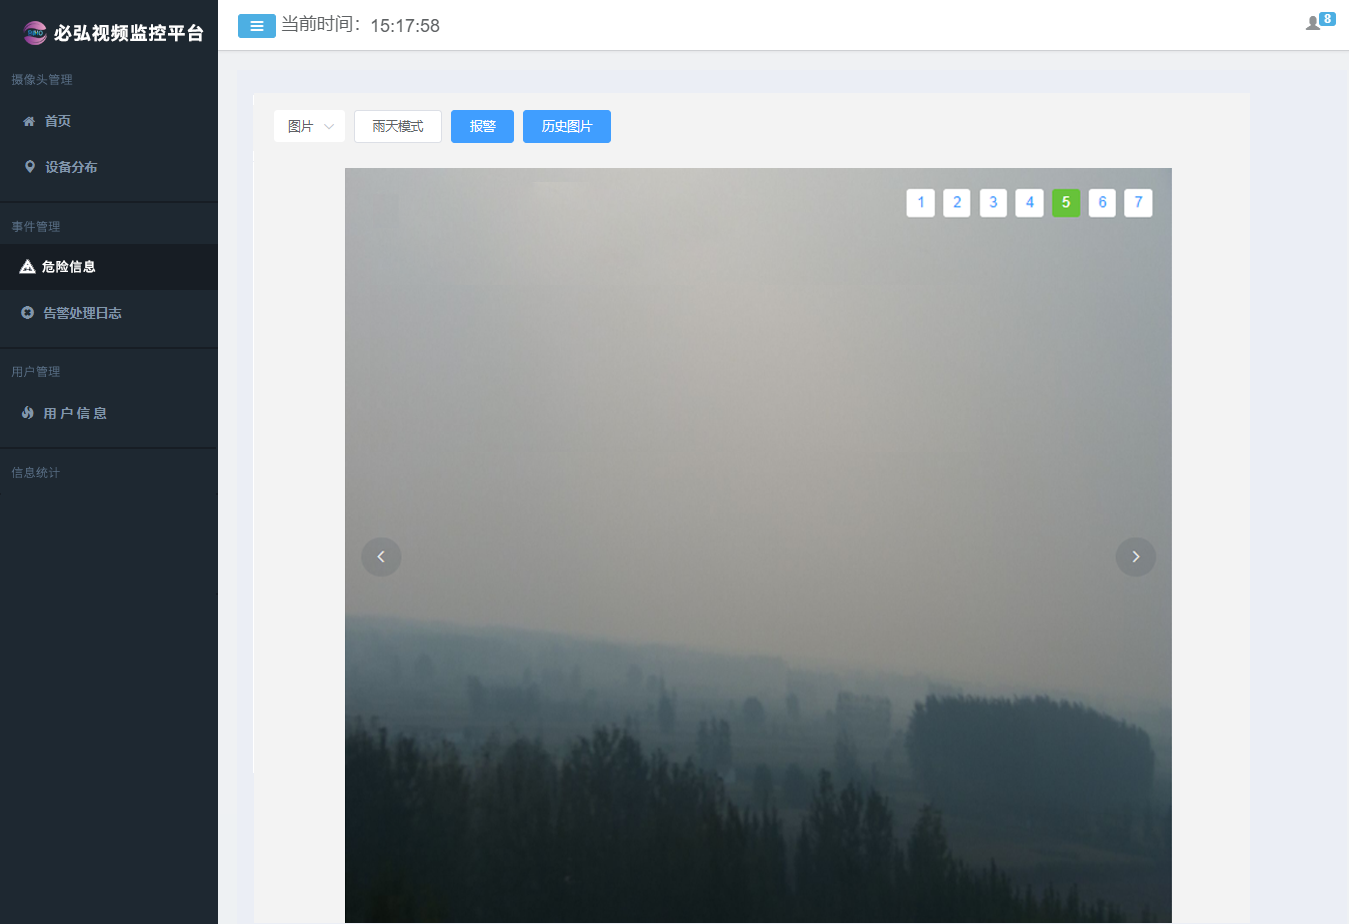 必弘视频监控平台
摄像头管理
首页
设备分布
事件管理
危险信息
告警处理日志
用户管理
用户信息
信息统计
当前时间：15:17:58
8
图片
雨天模式
报警
历史图片
1 2 3 4 5 6 7